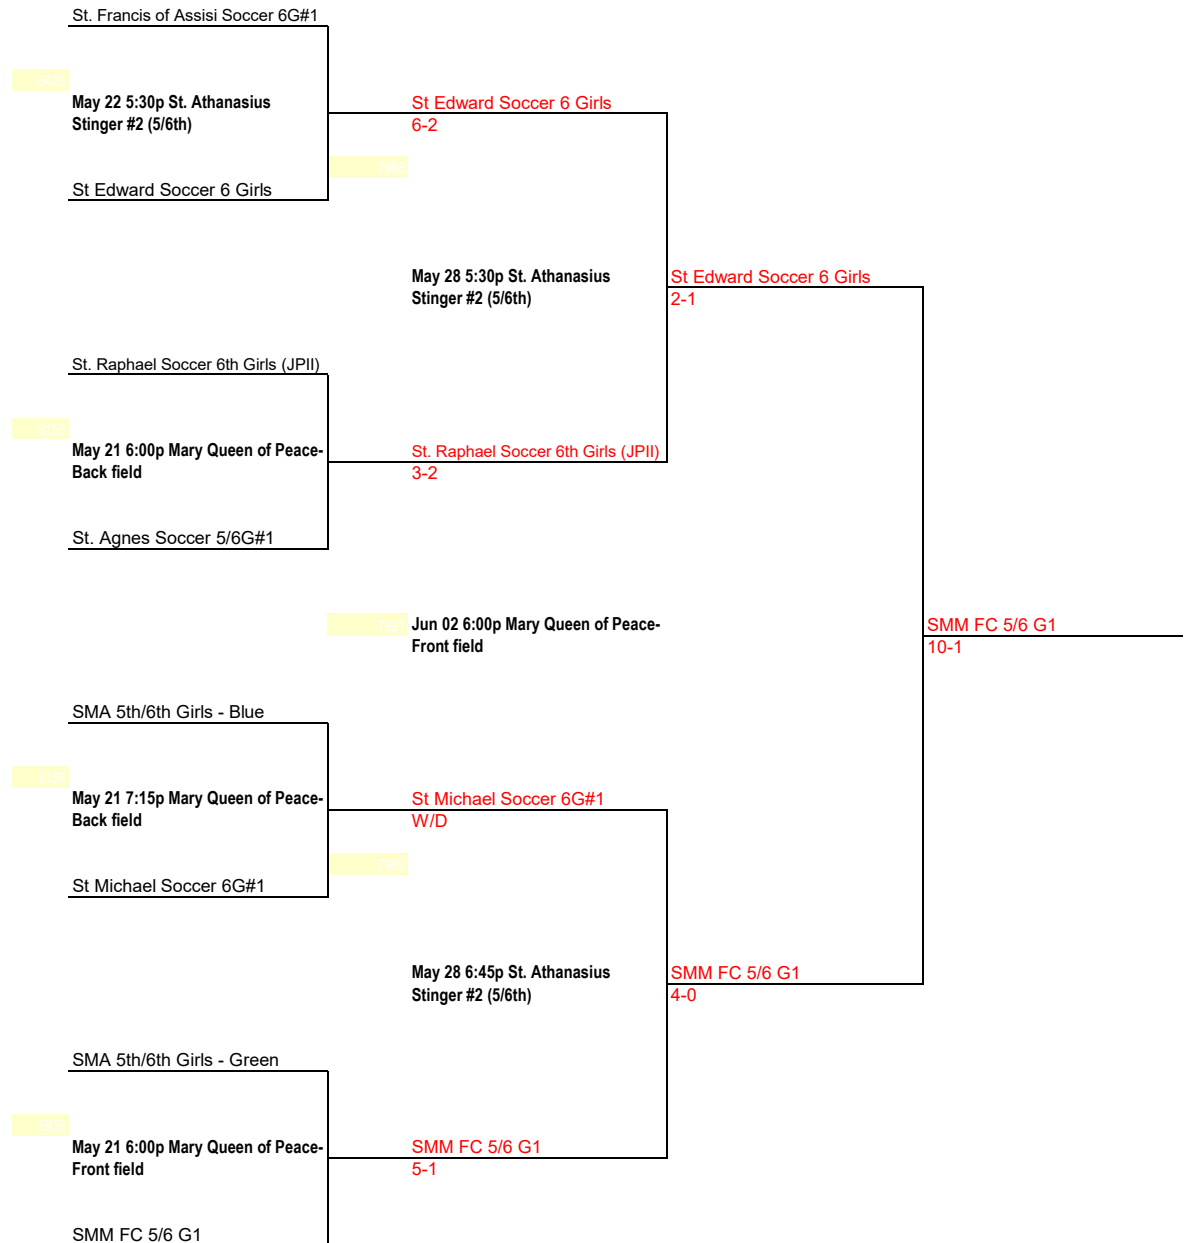 St. Francis of Assisi Soccer 6G#1
May 22 5:30p St. Athanasius
Stinger #2 (5/6th)
St Edward Soccer 6 Girls
6-2
St Edward Soccer 6 Girls
May 28 5:30p St. Athanasius
Stinger #2 (5/6th)
St Edward Soccer 6 Girls
2-1
St. Raphael Soccer 6th Girls (JPII)
May 21 6:00p Mary Queen of Peace-
Back field
St. Raphael Soccer 6th Girls (JPII)
3-2
St. Agnes Soccer 5/6G#1
Jun 02 6:00p Mary Queen of Peace-
Front field
SMM FC 5/6 G1
10-1
SMA 5th/6th Girls - Blue
May 21 7:15p Mary Queen of Peace-
Back field
St Michael Soccer 6G#1
W/D
St Michael Soccer 6G#1
May 28 6:45p St. Athanasius
Stinger #2 (5/6th)
SMM FC 5/6 G1
4-0
SMA 5th/6th Girls - Green
May 21 6:00p Mary Queen of Peace-
Front field
SMM FC 5/6 G1
5-1
SMM FC 5/6 G1